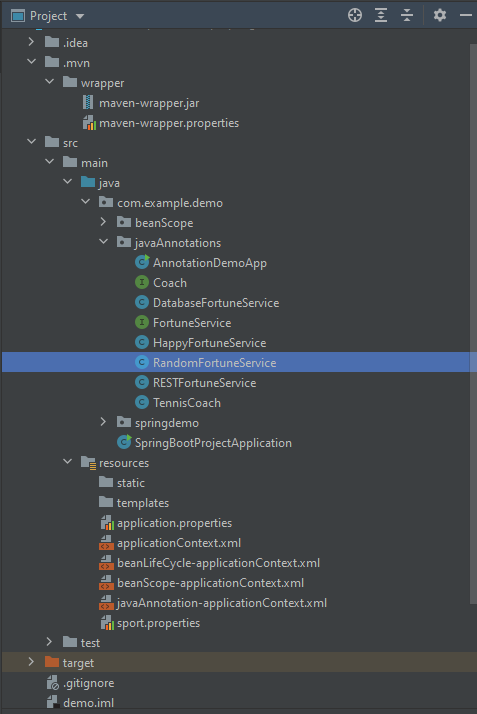 Project
.idea
.mvn
wrapper
maven-wrapper.jar
maven-wrapper.properties
src
main
java
com.example.demo
beanScope
javaAnnotations
AnnotationDemoApp
Coach
DatabaseFortuneService
FortuneService
HappyFortuneService
RandomFortuneService
RESTFortuneService
TennisCoach
springdemo
SpringBootProjectApplication
resources
static
templates
application.properties
applicationContext.xml
beanLifeCycle-applicationContext.xml
beanScope-applicationContext.xml
javaAnnotation-applicationContext.xml
sport.properties
test
target
.gitignore
demo.iml